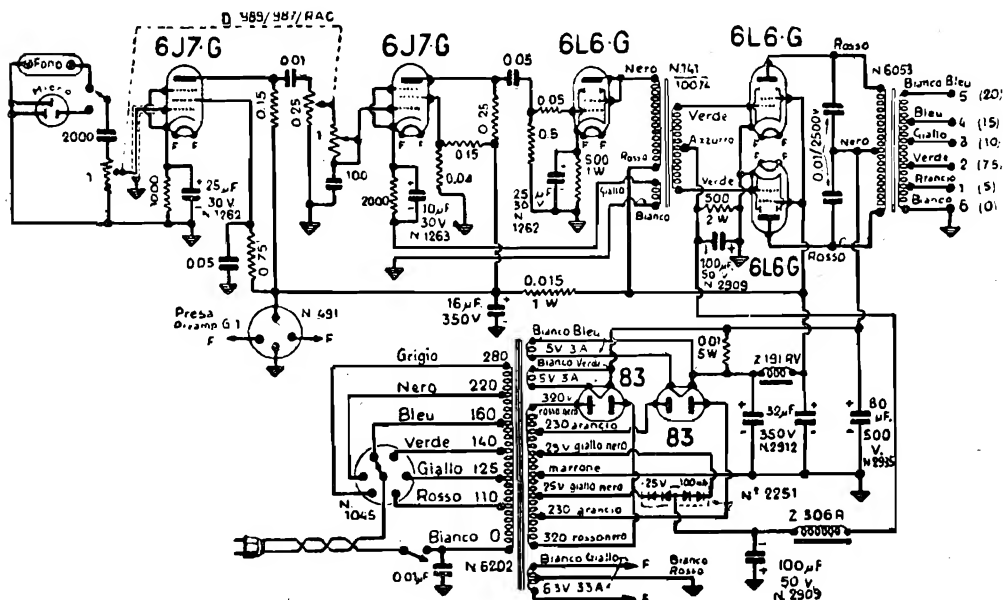 D 989/987/RAC
6J7·G
6J7·G
6L6·G
6L6·G
Fono
Micro
2000
1
0.15
0.01
0.25
1
100
1000
25µF
30V
N 1262
0.05
0.75
2000
10µF
30V
N 1263
0.15
0.04
0.25
0.05
0.05
0.5
25
30
µF
V
N 1262
500
1W
Nero
N 141
10074
Rosso
Giallo
Bianco
Verde
Azzurro
Verde
500
2 W
100µF.
50 V.
N 2909
6L6G
Rosso
0.01/2500v
Nero
Rosso
N 6053
Bianco Bleu
5 (20)
Bleu
4 (15)
Giallo
3 (10)
Verde
2 (7,5)
Arancio
1 (5)
Bianco
6 (0)
0.015
1 W
16µF.
350V
Presa
Preamp G 1
N 491
F
F
Grigio 280
Nero 220
Bleu 160
Verde 140
Giallo 125
Rosso 110
Bianco 0
N. 1045
0.01µF
N. 6202
Bianco Bleu
5V 3A
Bianco Verde
5V 3A
320v
rosso nero
230 arancio
25V giallo nero
marrone
25V giallo nero
230 arancio
320 rossonero
Bianco Giallo
F
Bianco
Rosso
6.3V 3.3A
F
83
83
25V 100mA
0.01
5W
Z 191 RV
32µF
350V
N. 2912
80
µF.
500
V.
N. 2935
N° 2251
Z 306 R
100µF
50 V.
N. 2909